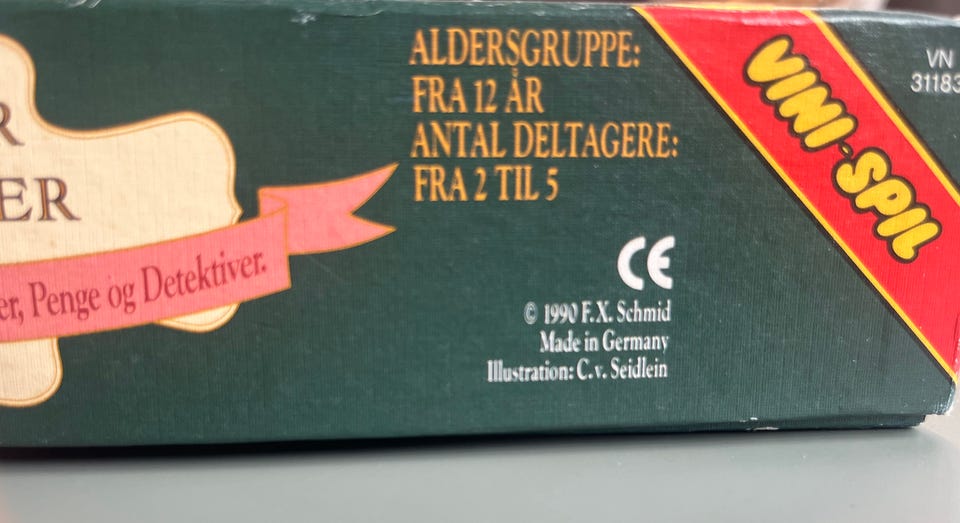 R
ER
er, Penge og Detektiver.
ALDERSGRUPPE:
FRA 12 ÅR
ANTAL DELTAGERE:
FRA 2 TIL 5
CE
© 1990 F.X. Schmid
Made in Germany
Illustration: C. v. Seidlein
VINI-SPIL
VN
31183